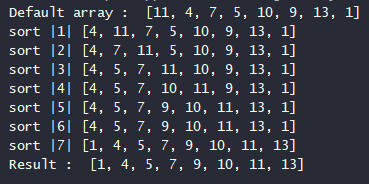 Default array :  [11, 4, 7, 5, 10, 9, 13, 1]
sort |1| [4, 11, 7, 5, 10, 9, 13, 1]
sort |2| [4, 7, 11, 5, 10, 9, 13, 1]
sort |3| [4, 5, 7, 11, 10, 9, 13, 1]
sort |4| [4, 5, 7, 10, 11, 9, 13, 1]
sort |5| [4, 5, 7, 9, 10, 11, 13, 1]
sort |6| [4, 5, 7, 9, 10, 11, 13, 1]
sort |7| [1, 4, 5, 7, 9, 10, 11, 13]
Result :  [1, 4, 5, 7, 9, 10, 11, 13]